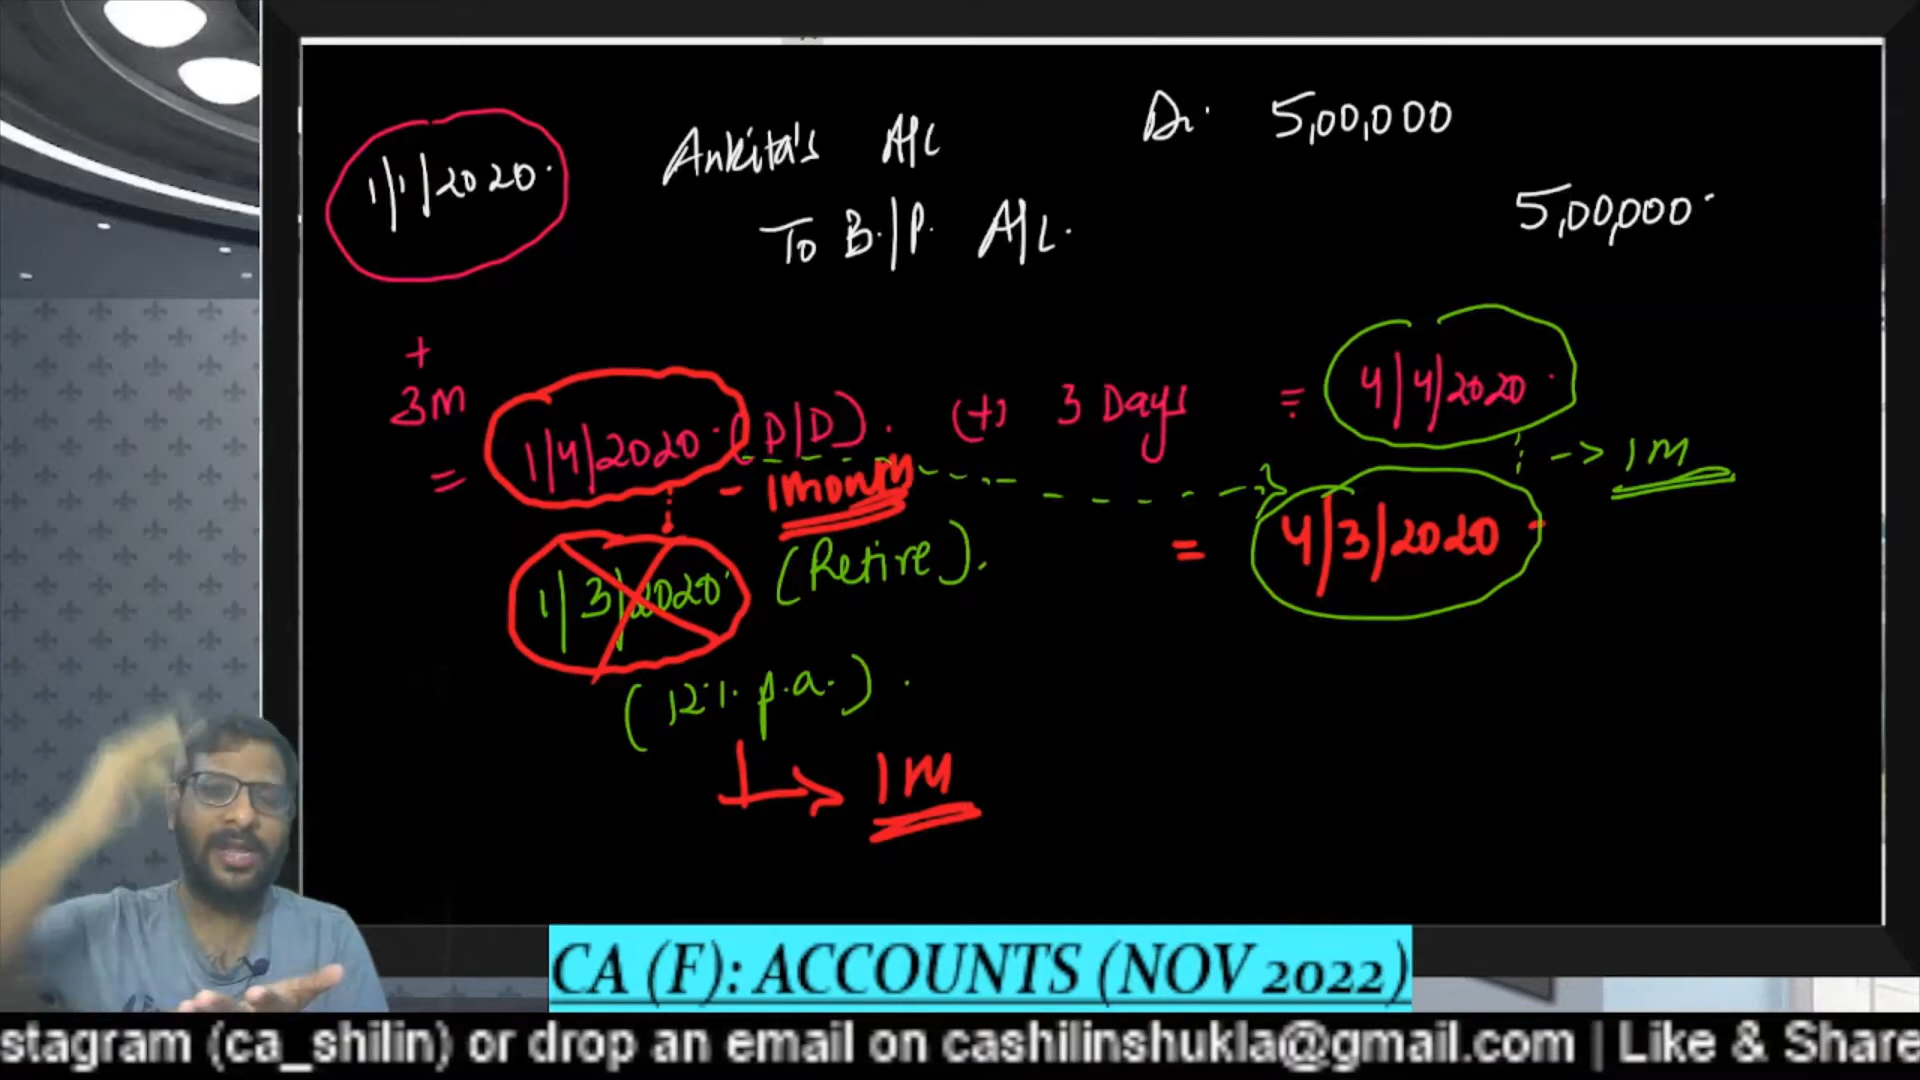 1/1/2020. Ankita's A/C Dr. 5,00,000
To B./P. A/C. 5,00,000.
+
3M
= 1/4/2020. (D/D). (+) 3 Days = 4/4/2020.
- 1 month -> 1M
1/3/2020. (Retire). = 4/3/2020.
(12%. p.a.).
1M
CA (F): ACCOUNTS (NOV 2022)
stagram (ca_shilin) or drop an email on cashilinshukla@gmail.com | Like & Share